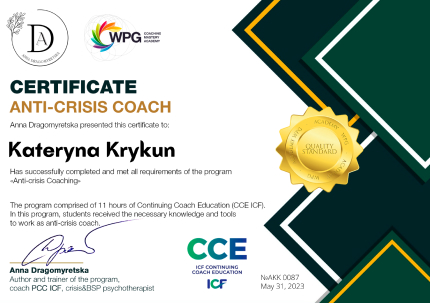 DA
ANNA DRAGOMYRETSKA
WPG COACHING
MASTERY
ACADEMY
CERTIFICATE
ANTI-CRISIS COACH
Anna Dragomyretska presented this certificate to:
Kateryna Krykun
Has successfully completed and met all requirements of the program
«Anti-crisis Coaching»
The program comprised of 11 hours of Continuing Coach Education (CCE ICF).
In this program, students received the necessary knowledge and tools
to work as anti-crisis coach.
QUALITY
STANDARD
Anna Dragomyretska
Author and trainer of the program,
coach PCC ICF, crisis&BSP psychotherapist
CCE
ICF CONTINUING
COACH EDUCATION
ICF
№AKK 0087
May 31, 2023